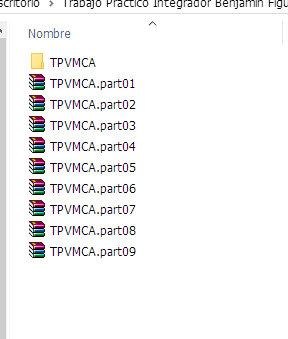 scritorio > Trabajo Practico Integrador Benjamin Figu
Nombre
TPVMCA
TPVMCA.part01
TPVMCA.part02
TPVMCA.part03
TPVMCA.part04
TPVMCA.part05
TPVMCA.part06
TPVMCA.part07
TPVMCA.part08
TPVMCA.part09